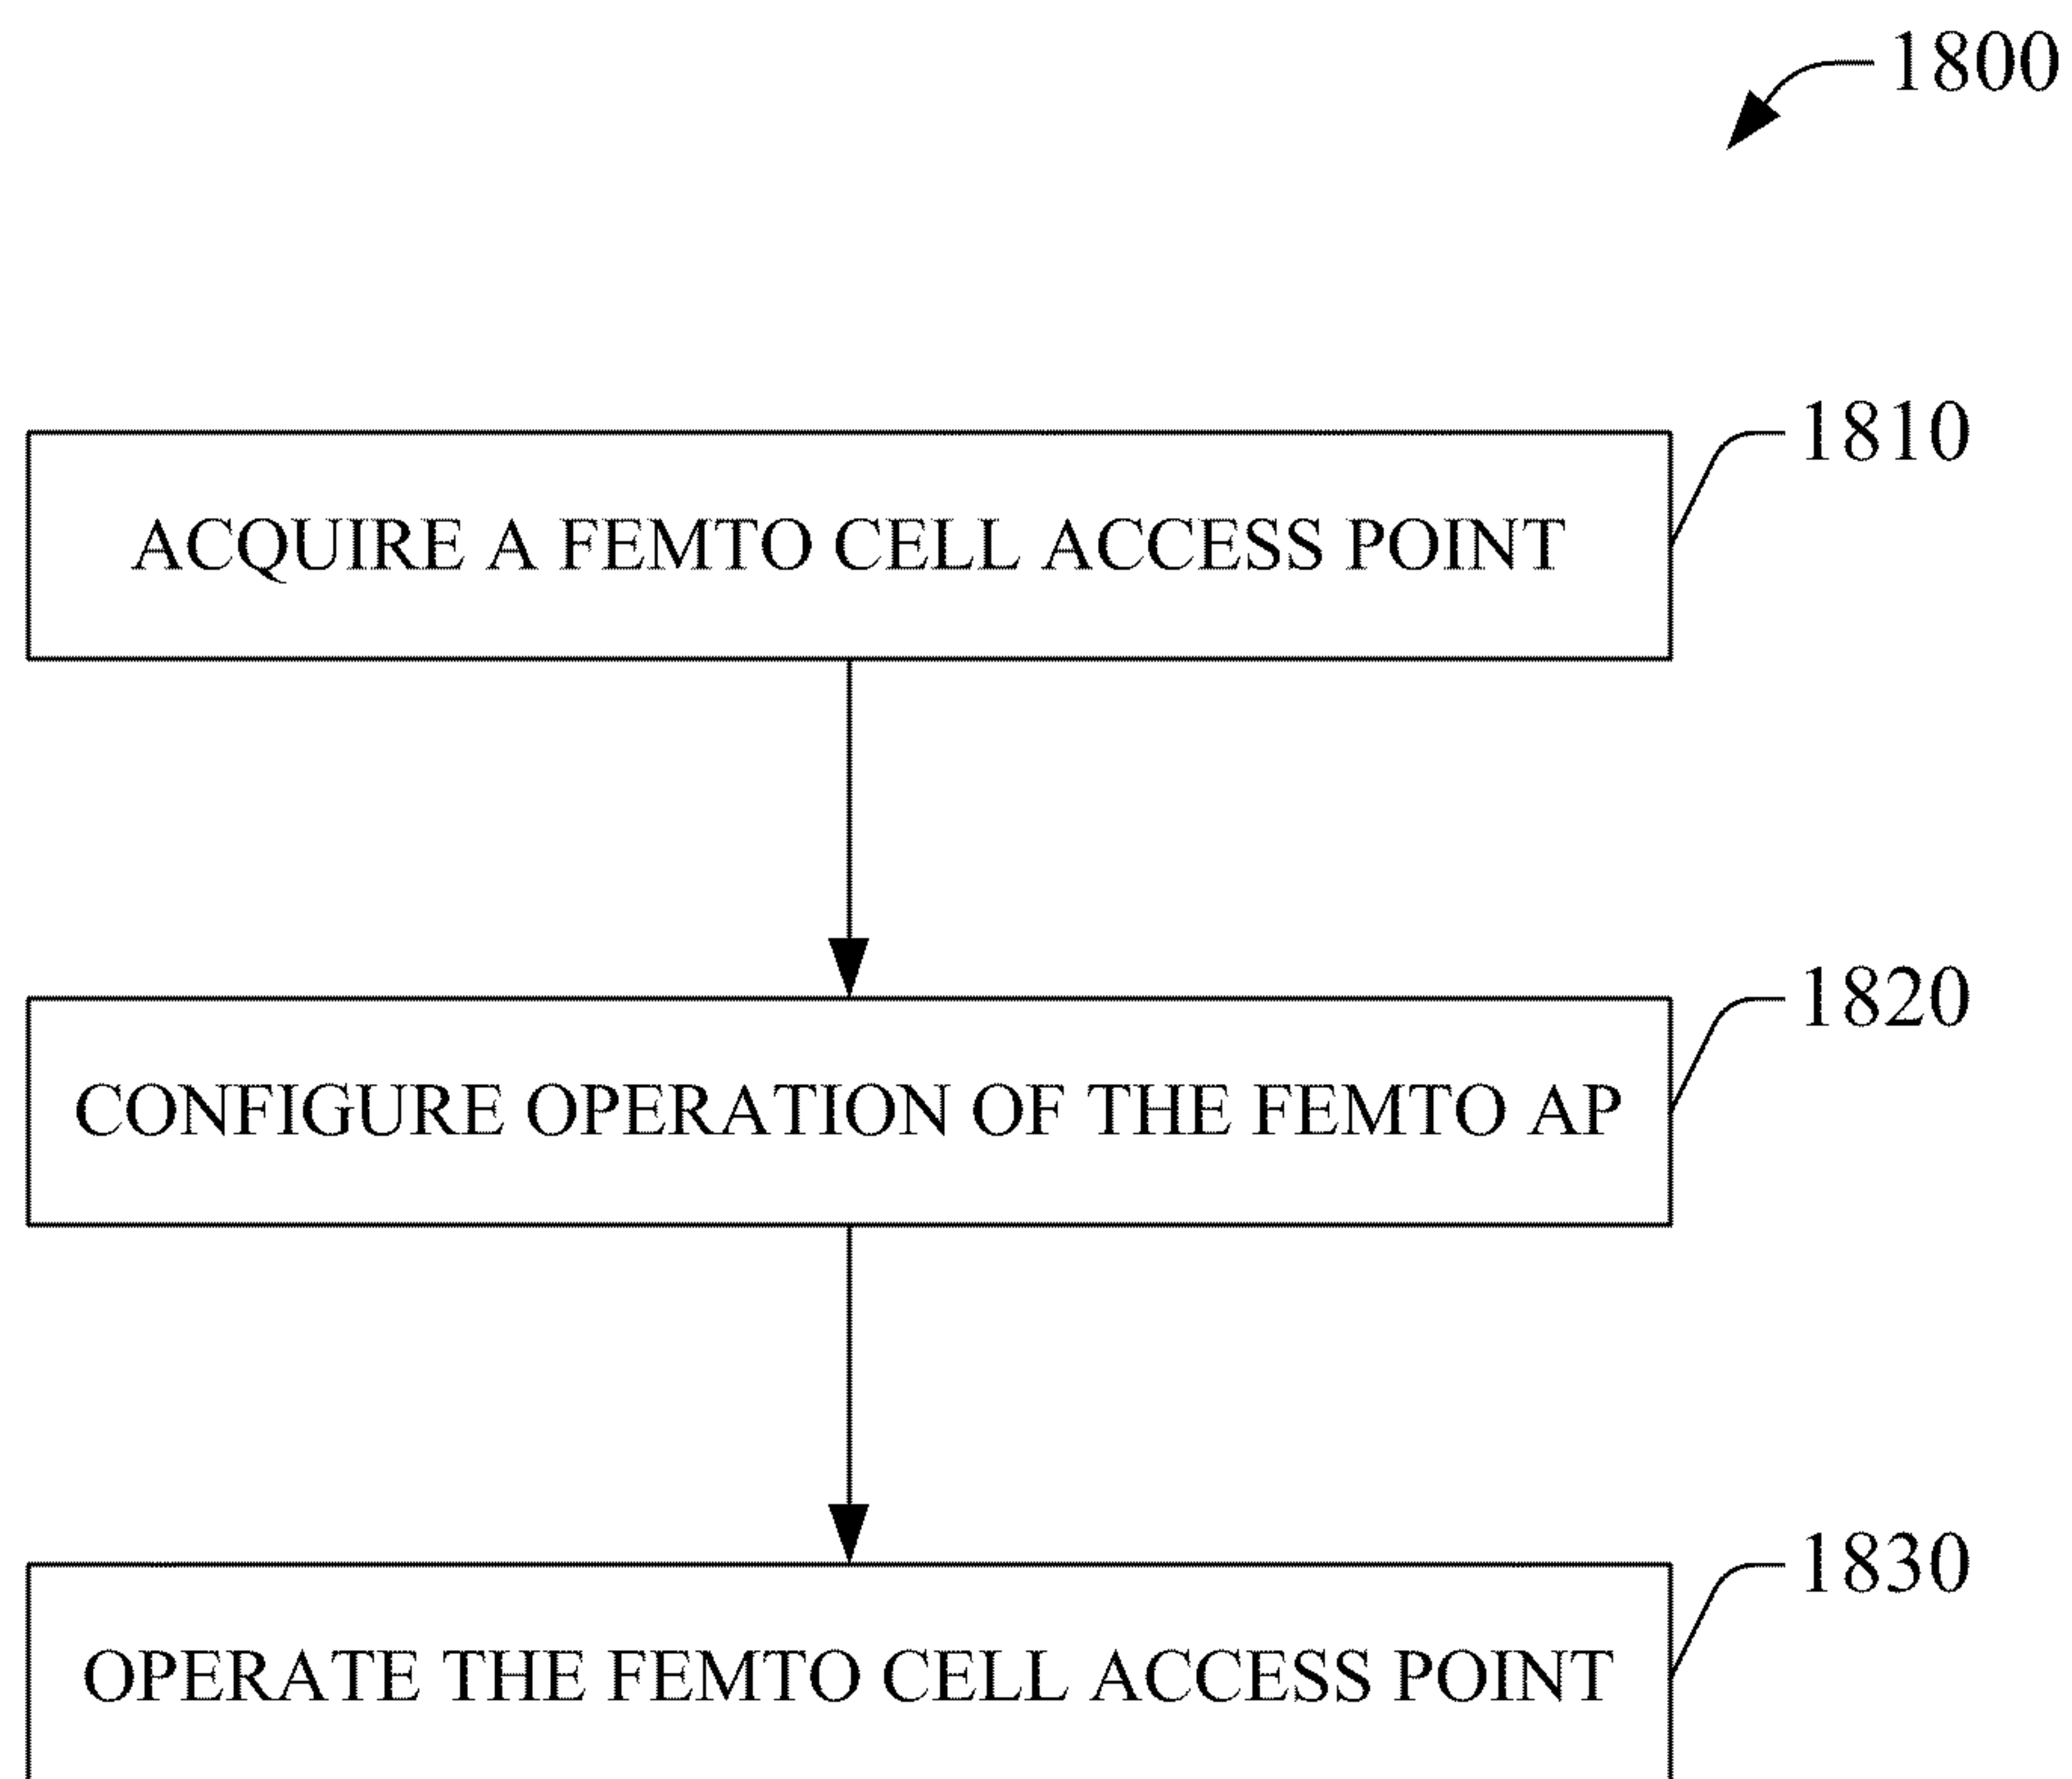 1800
1810
ACQUIRE A FEMTO CELL ACCESS POINT
1820
CONFIGURE OPERATION OF THE FEMTO AP
1830
OPERATE THE FEMTO CELL ACCESS POINT